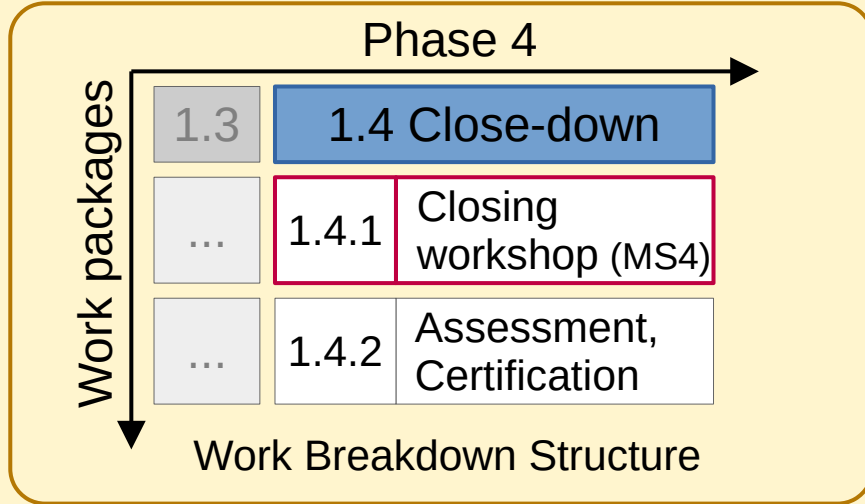 Phase 4
Work packages
1.3
1.4 Close-down
...
1.4.1
Closing
workshop (MS4)
...
1.4.2
Assessment,
Certification
Work Breakdown Structure